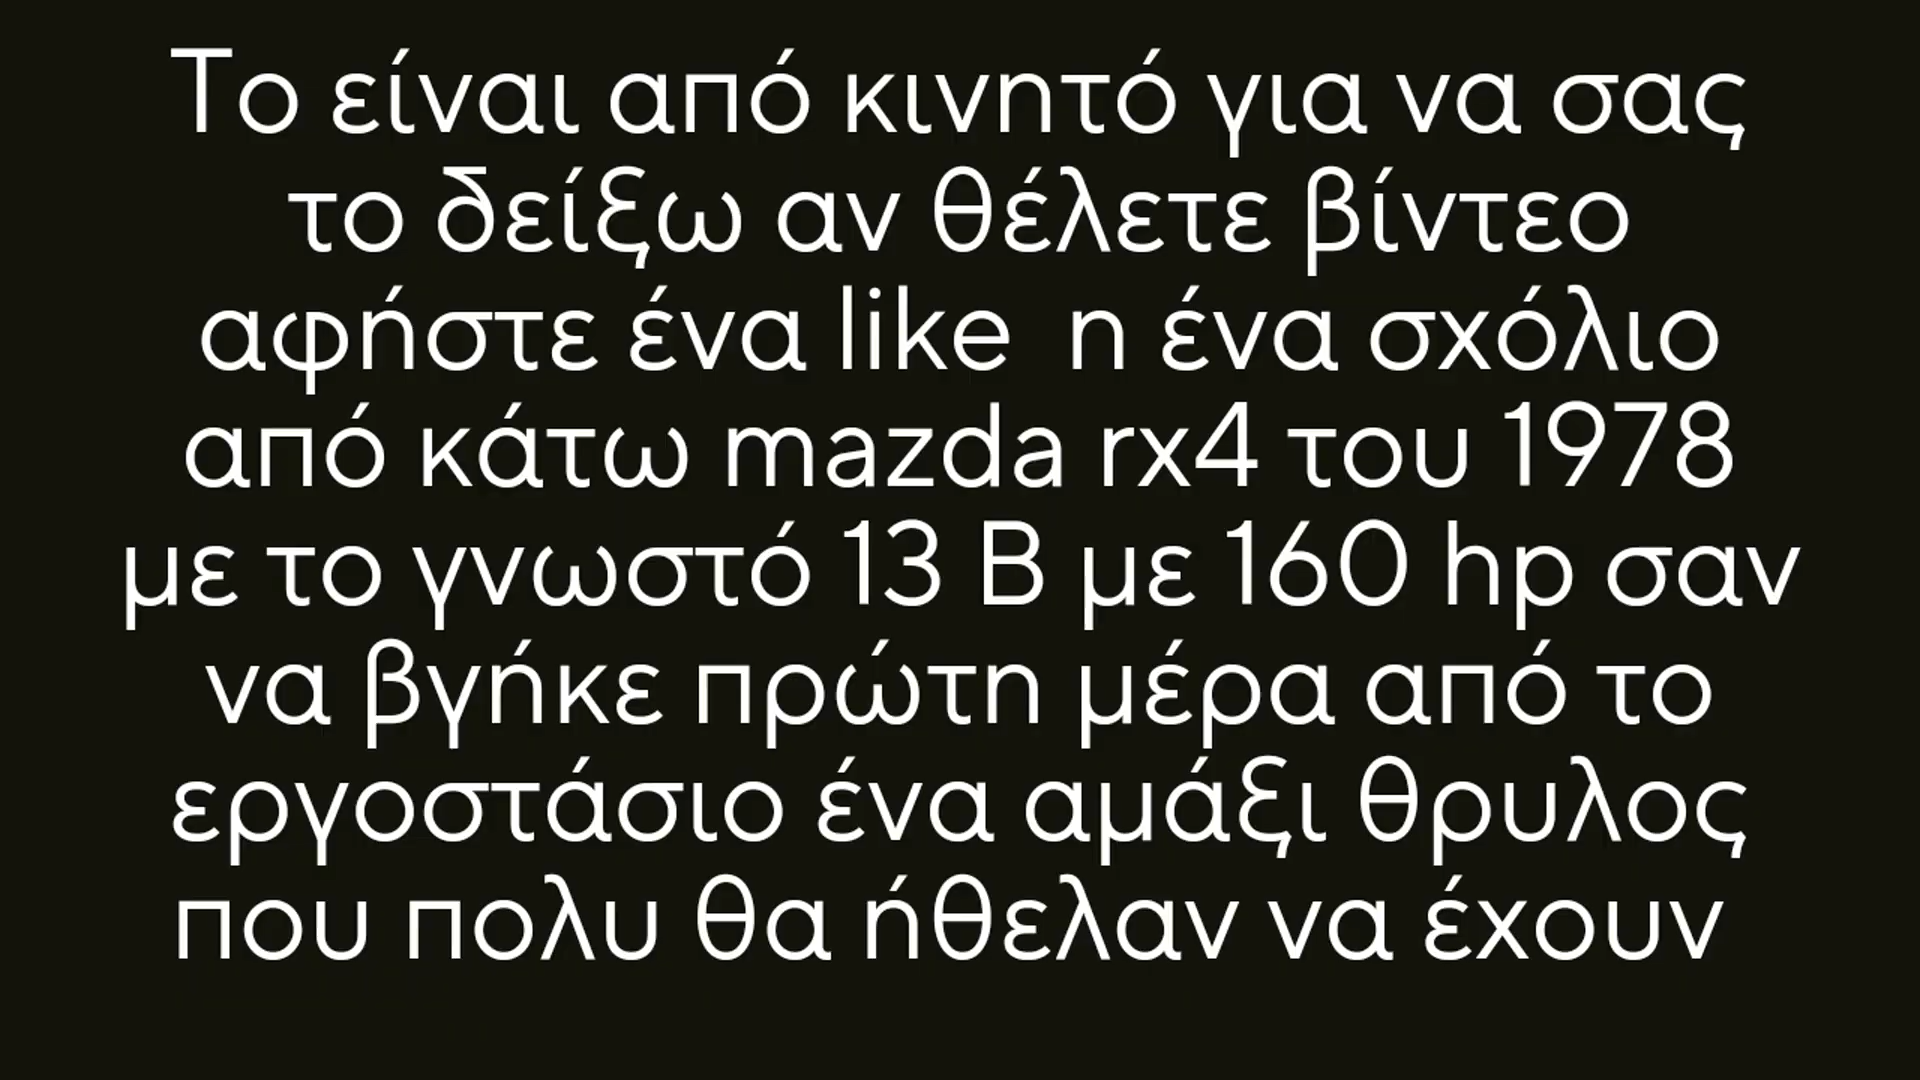 Το είναι από κινητό για να σας
το δείξω αν θέλετε βίντεο
αφήστε ένα like  η ένα σχόλιο
από κάτω mazda rx4 του 1978
με το γνωστό 13 B με 160 hp σαν
να βγήκε πρώτη μέρα από το
εργοστάσιο ένα αμάξι θρυλος
που πολυ θα ήθελαν να έχουν